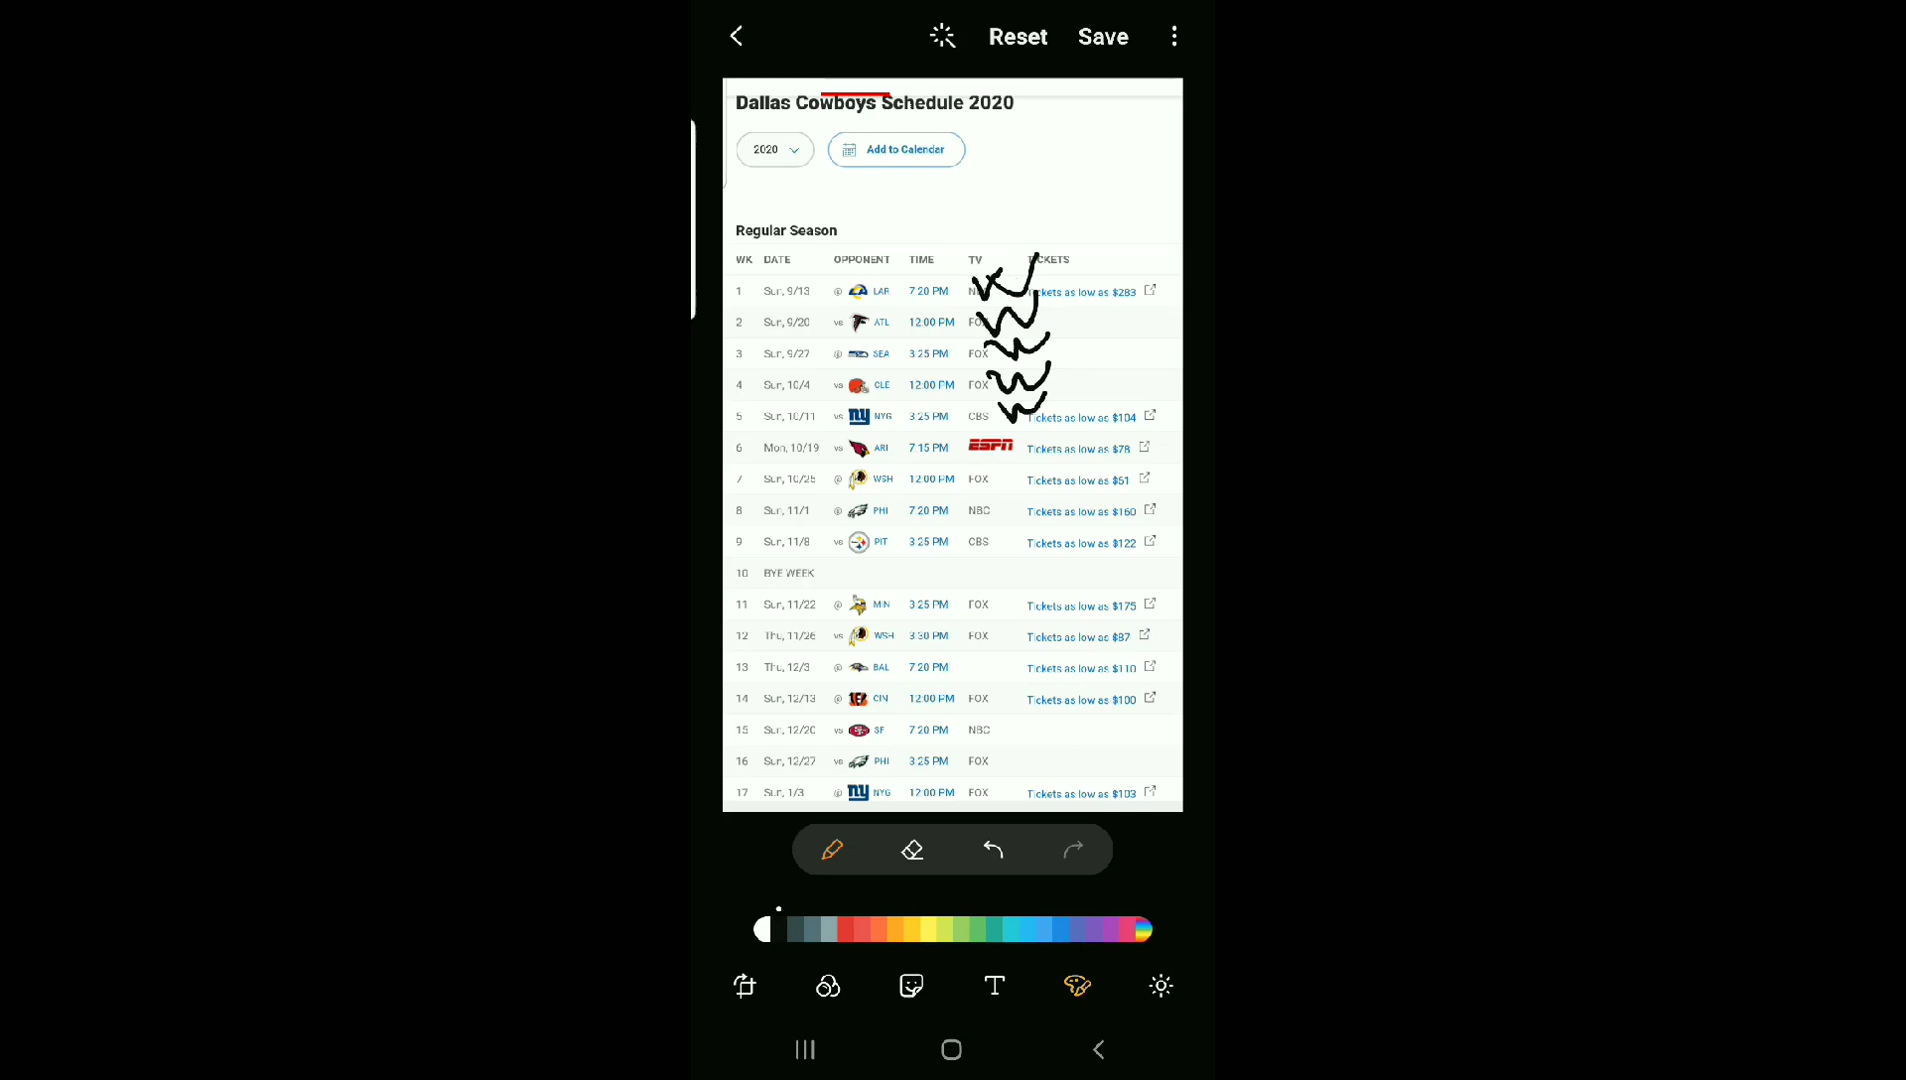 Reset Save
Dallas Cowboys Schedule 2020
2020 Add to Calendar
Regular Season
WK DATE OPPONENT TIME TV TICKETS
1 Sun, 9/13 @ LAR 7:20 PM Tickets as low as $283
W
2 Sun, 9/20 vs ATL 12:00 PM FOX
W
3 Sun, 9/27 @ SEA 3:25 PM FOX
W
4 Sun, 10/4 vs CLE 12:00 PM FOX
W
5 Sun, 10/11 vs ny NYG 3:25 PM CBS Tickets as low as $104
W
6 Mon, 10/19 vs ARI 7:15 PM ESPN Tickets as low as $78
7 Sun, 10/25 @ WSH 12:00 PM FOX Tickets as low as $51
8 Sun, 11/1 @ PHI 7:20 PM NBC Tickets as low as $160
9 Sun, 11/8 vs PIT 3:25 PM CBS Tickets as low as $122
10 BYE WEEK
11 Sun, 11/22 @ MIN 3:25 PM FOX Tickets as low as $175
12 Thu, 11/26 vs WSH 3:30 PM FOX Tickets as low as $87
13 Thu, 12/3 @ BAL 7:20 PM Tickets as low as $110
14 Sun, 12/13 @ CIN 12:00 PM FOX Tickets as low as $100
15 Sun, 12/20 vs SF 7:20 PM NBC
16 Sun, 12/27 vs PHI 3:25 PM FOX
17 Sun, 1/3 @ ny NYG 12:00 PM FOX Tickets as low as $103
T